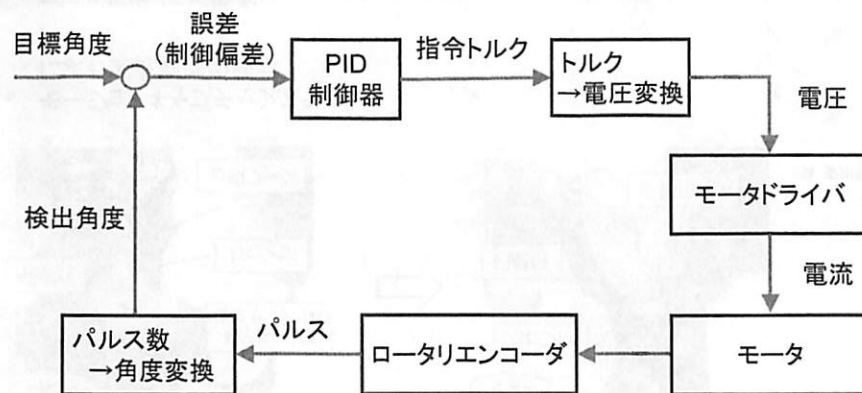 目標角度
誤差
(制御偏差)
PID
制御器
指令トルク
トルク
→電圧変換
電圧
モータドライバ
電流
モータ
ロータリエンコーダ
パルス
パルス数
→角度変換
検出角度